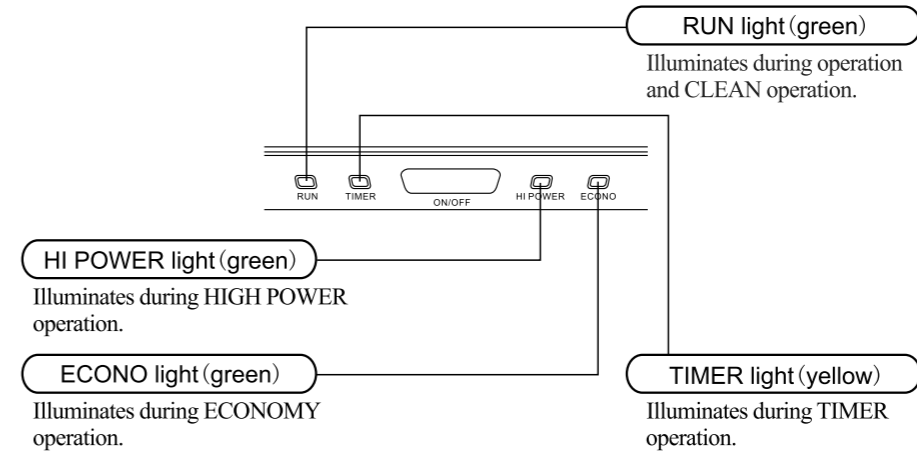 RUN light (green)
Illuminates during operation
and CLEAN operation.
RUN
TIMER
ON/OFF
HI POWER
ECONO
HI POWER light (green)
Illuminates during HIGH POWER
operation.
ECONO light (green)
Illuminates during ECONOMY
operation.
TIMER light (yellow)
Illuminates during TIMER
operation.